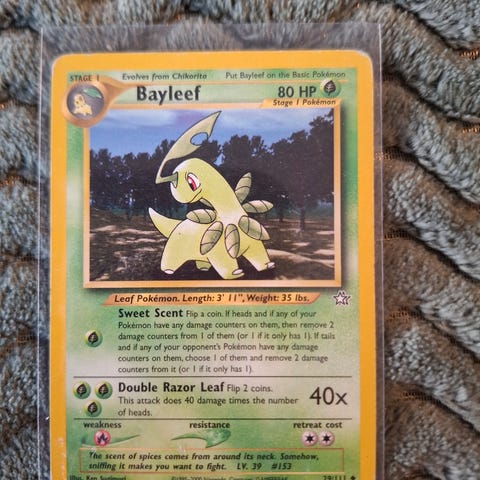 STAGE 1 Evolves from Chikorita Put Bayleef on the Basic Pokémon
Bayleef 80 HP
Stage 1 Pokémon
Leaf Pokémon. Length: 3' 11", Weight: 35 lbs.
Sweet Scent Flip a coin. If heads and if any of your
Pokémon have any damage counters on them, then remove 2
damage counters from 1 of them (or 1 if it only has 1). If tails
and if any of your opponent's Pokémon have any damage
counters on them, choose 1 of them and remove 2 damage
counters from it (or 1 if it only has 1).
Double Razor Leaf Flip 2 coins.
This attack does 40 damage times the number
of heads.
40x
weakness resistance retreat cost
The scent of spices comes from around its neck. Somehow,
sniffing it makes you want to fight. LV. 39 #153
Illus. Ken Sugimori 29/111